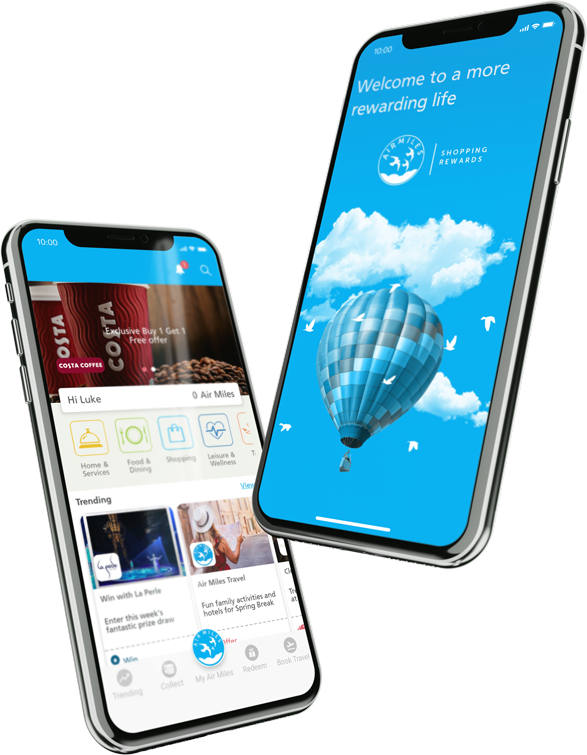 10:00
Welcome to a more
rewarding life
AIRMILES
SHOPPING
REWARDS
10:00
COSTA
COSTA
Exclusive Buy 1 Get 1
Free offer
COSTA COFFEE
Hi Luke
0 Air Miles
Home &
Services
Food &
Dining
Shopping
Leisure &
Wellness
Trending
View
La Perle
Win with La Perle
Enter this week's
fantastic prize draw
Air Miles Travel
Fun family activities and
hotels for Spring Break
Win
offer
AIRMILES
Trending
Collect
My Air Miles
Redeem
Book Travel